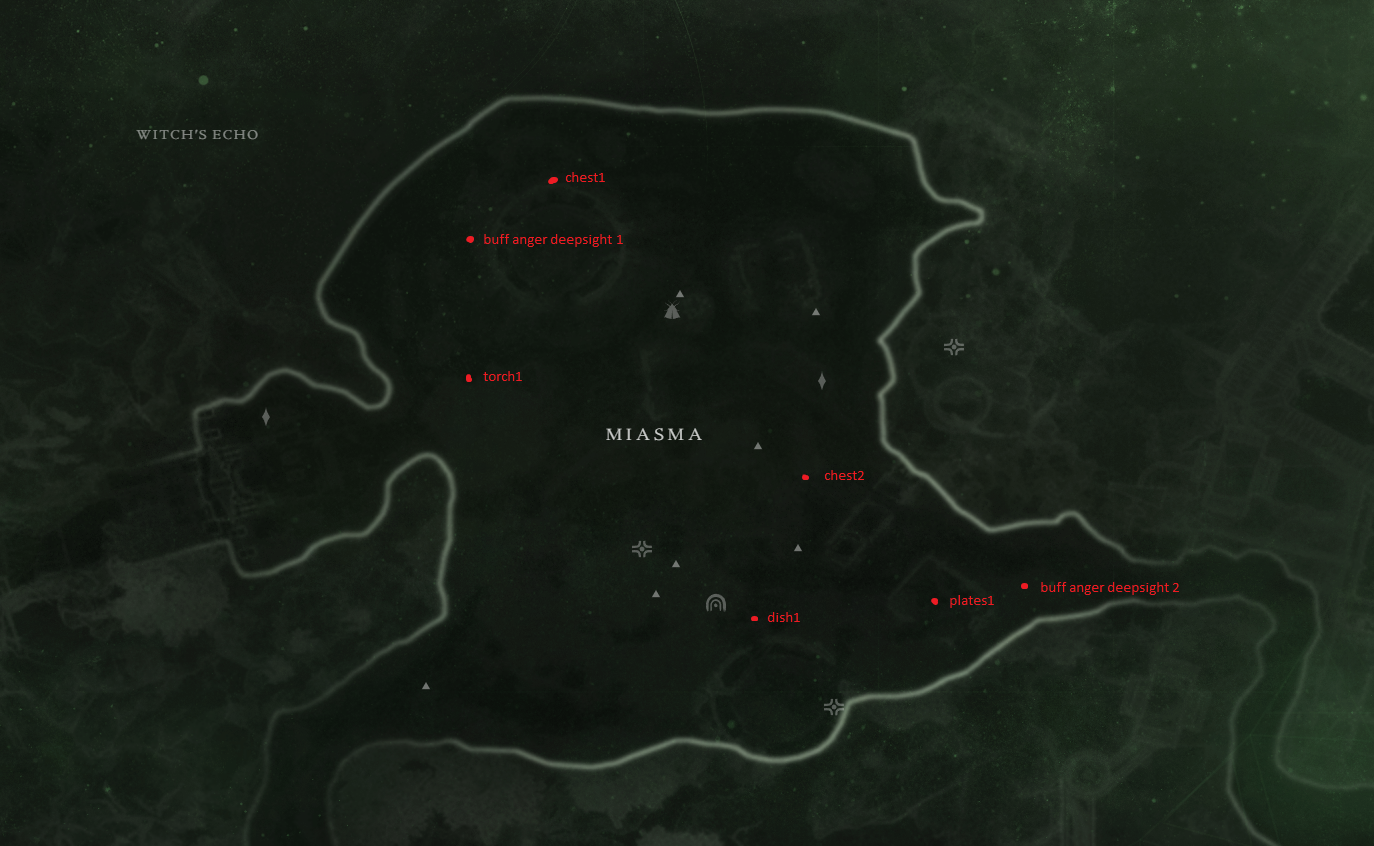 WITCH'S ECHO
chest1
buff anger deepsight 1
torch1
MIASMA
chest2
buff anger deepsight 2
plates1
dish1